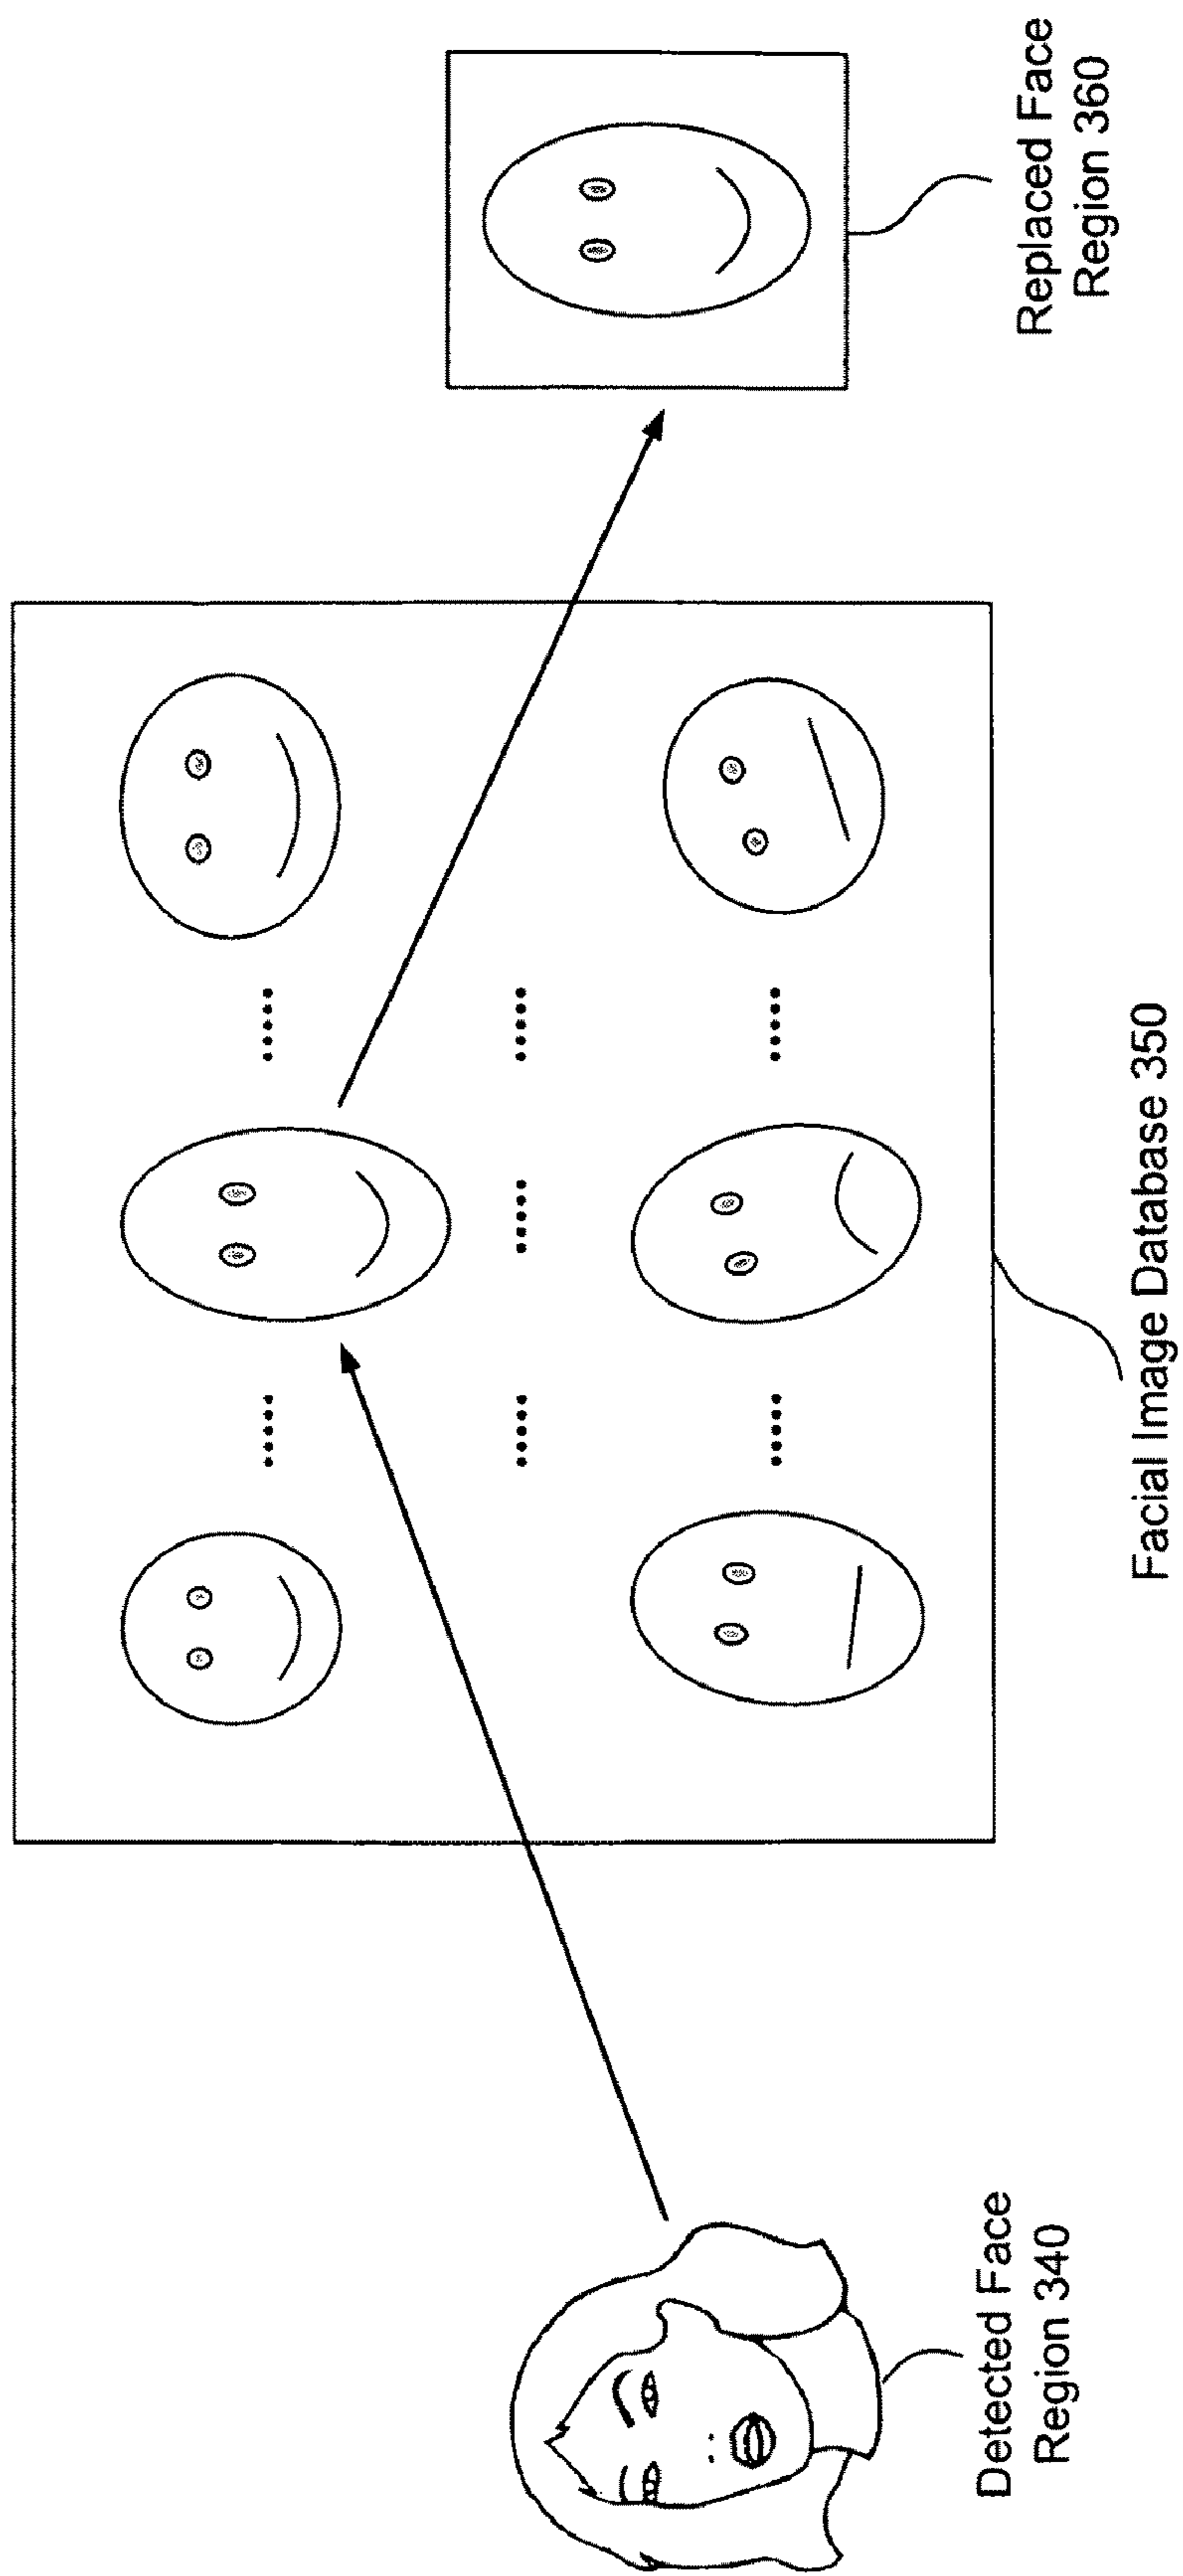 Detected Face
Region 340
Facial Image Database 350
Replaced Face
Region 360